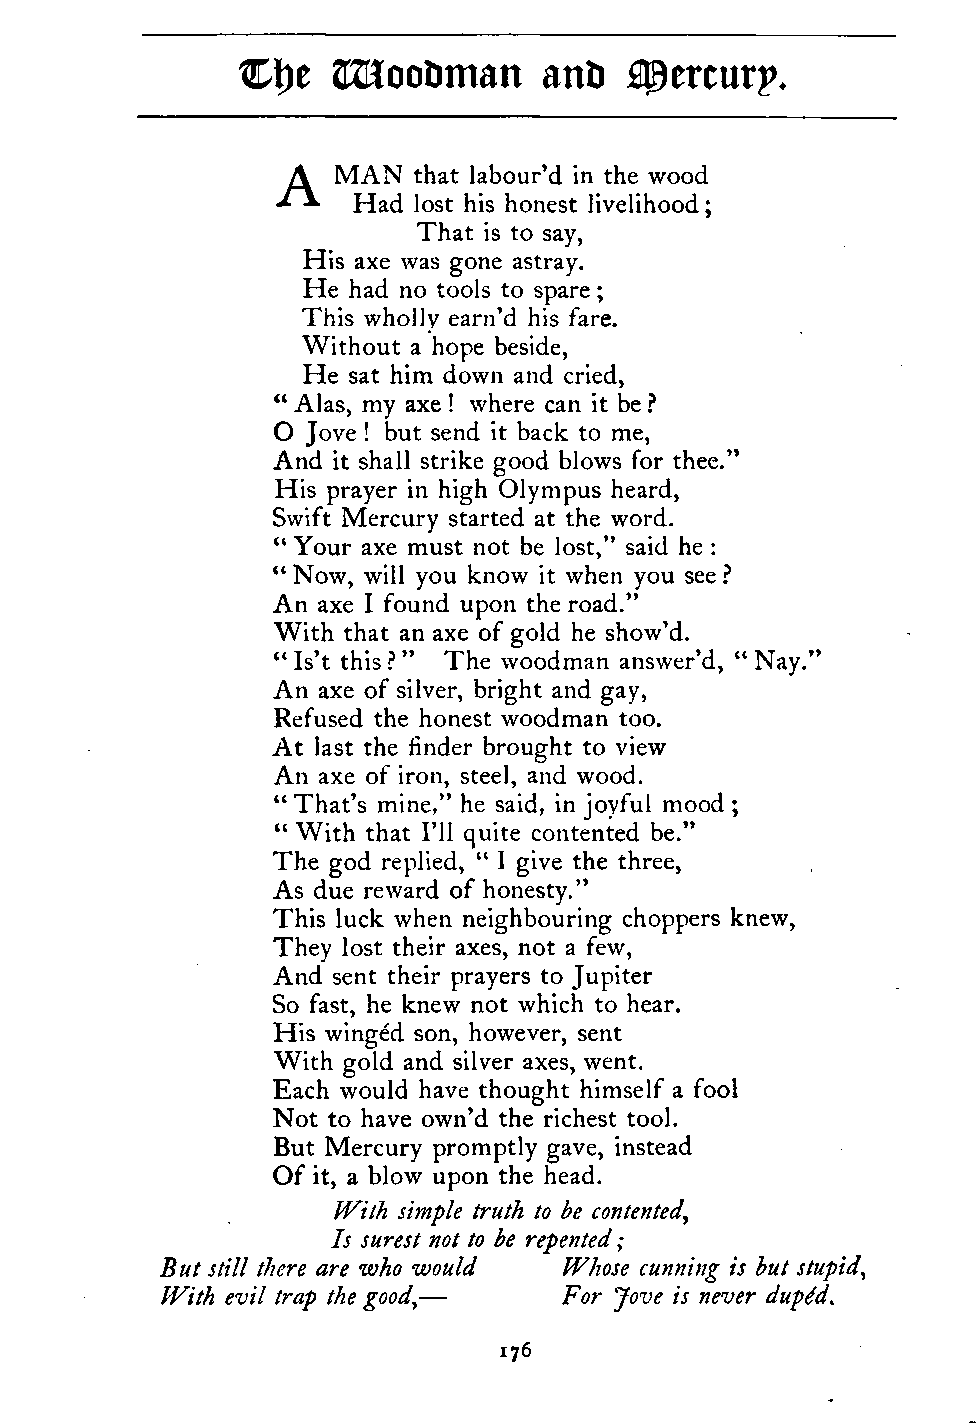 The Woodman and Mercury.
A MAN that labour'd in the wood
Had lost his honest livelihood;
That is to say,
His axe was gone astray.
He had no tools to spare;
This wholly earn'd his fare.
Without a hope beside,
He sat him down and cried,
"Alas, my axe! where can it be?
O Jove! but send it back to me,
And it shall strike good blows for thee."
His prayer in high Olympus heard,
Swift Mercury started at the word.
"Your axe must not be lost," said he:
"Now, will you know it when you see?
An axe I found upon the road."
With that an axe of gold he show'd.
"Is't this?" The woodman answer'd, "Nay."
An axe of silver, bright and gay,
Refused the honest woodman too.
At last the finder brought to view
An axe of iron, steel, and wood.
"That's mine," he said, in joyful mood;
"With that I'll quite contented be."
The god replied, "I give the three,
As due reward of honesty."
This luck when neighbouring choppers knew,
They lost their axes, not a few,
And sent their prayers to Jupiter
So fast, he knew not which to hear.
His wingéd son, however, sent
With gold and silver axes, went.
Each would have thought himself a fool
Not to have own'd the richest tool.
But Mercury promptly gave, instead
Of it, a blow upon the head.
With simple truth to be contented,
Is surest not to be repented;
But still there are who would
With evil trap the good,—
Whose cunning is but stupid,
For Jove is never dupéd.
176